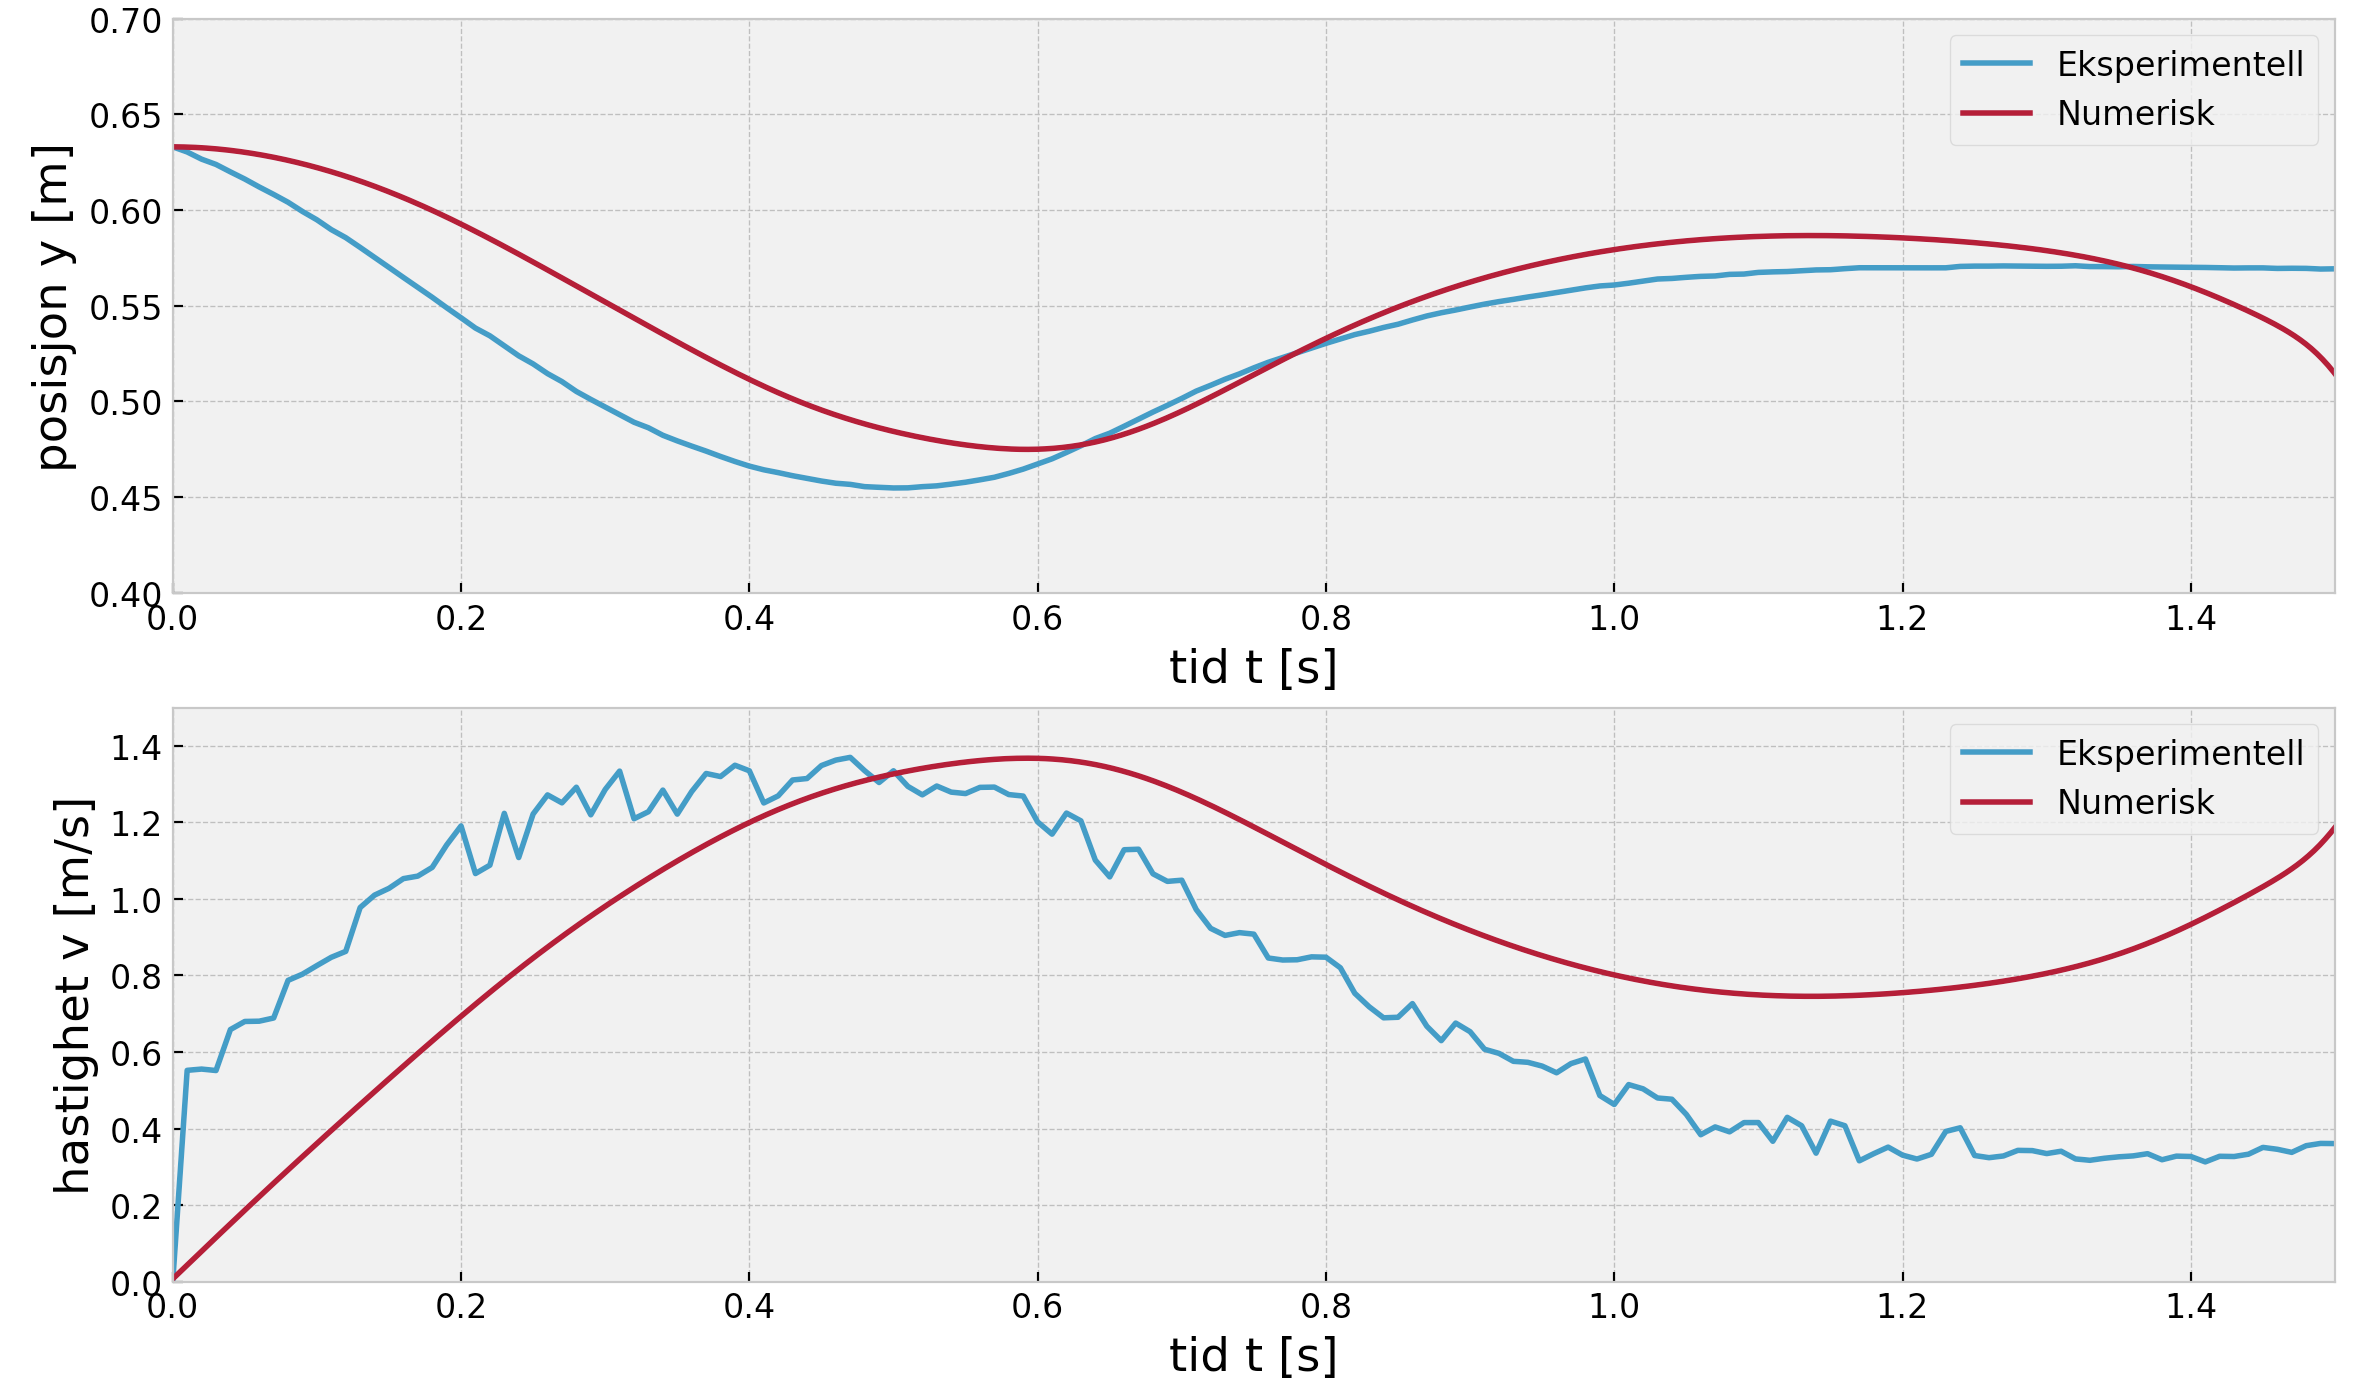 0.70
0.65
0.60
0.55
0.50
0.45
0.40
posisjon y [m]
Eksperimentell
Numerisk
0.0 0.2 0.4 0.6 0.8 1.0 1.2 1.4
tid t [s]
1.4
1.2
1.0
0.8
0.6
0.4
0.2
0.0
hastighet v [m/s]
Eksperimentell
Numerisk
0.0 0.2 0.4 0.6 0.8 1.0 1.2 1.4
tid t [s]